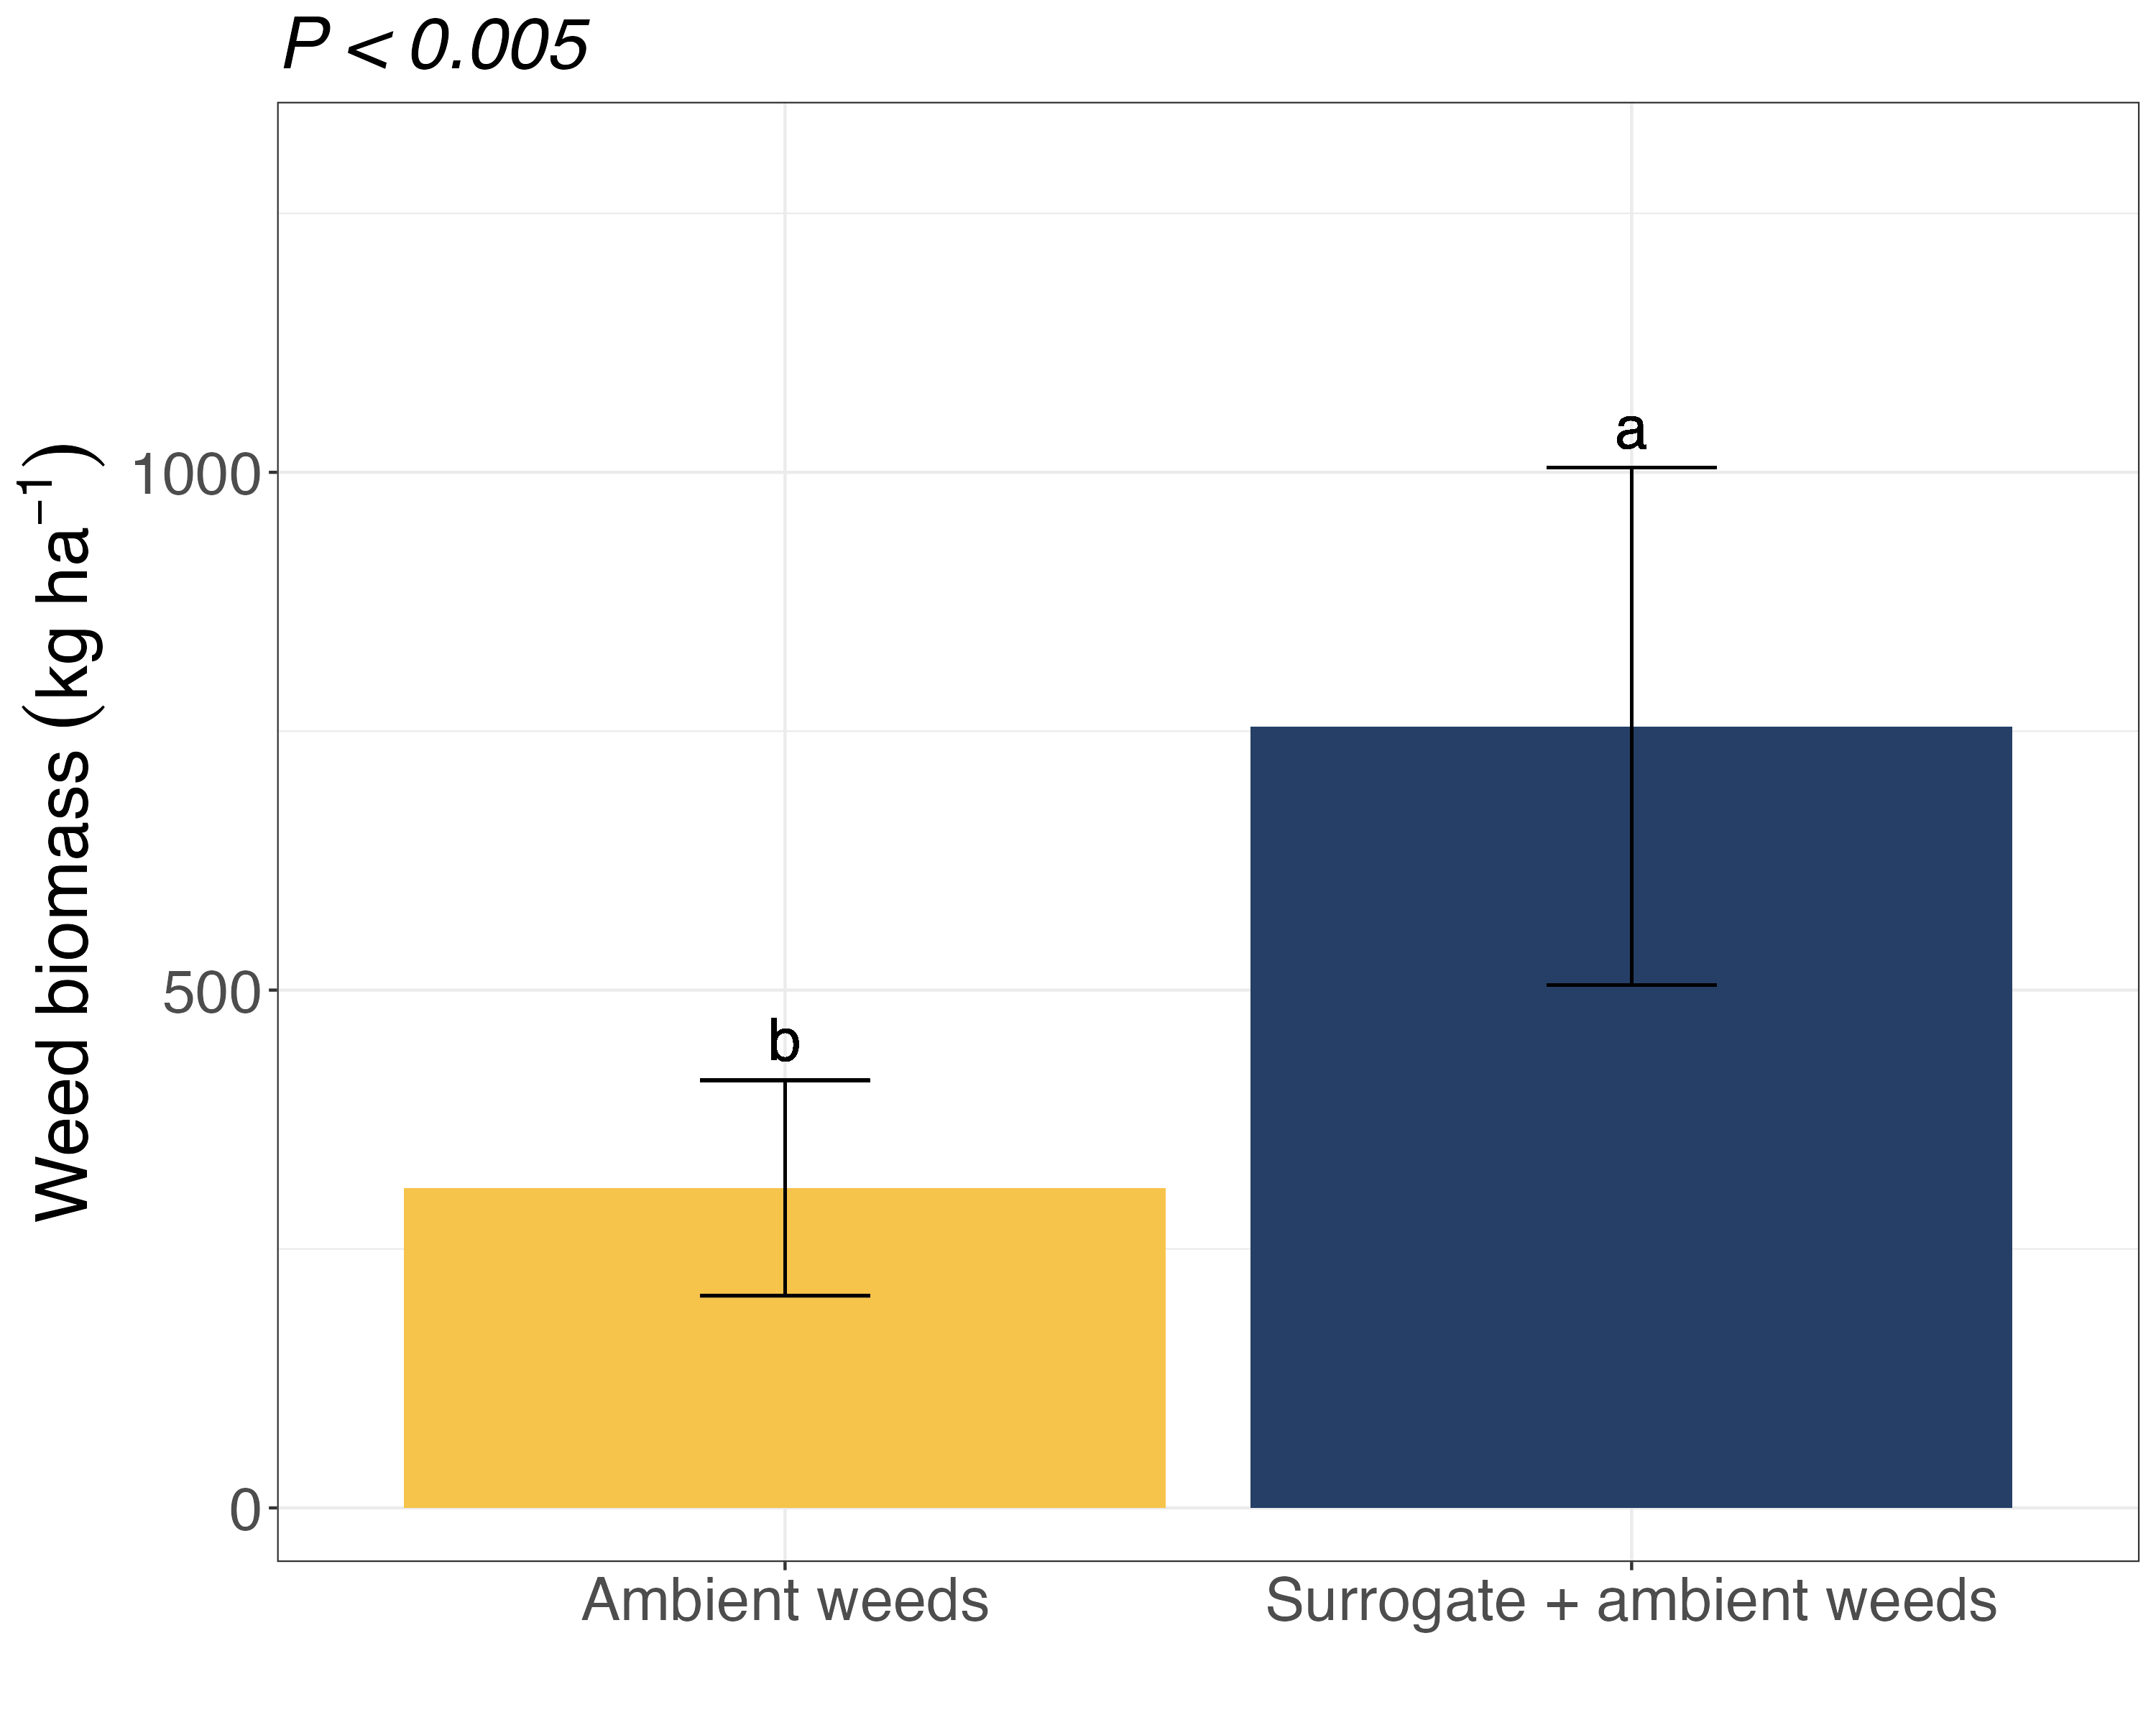 P < 0.005
Weed biomass (kg ha⁻¹)
1000
500
0
a
b
Ambient weeds
Surrogate + ambient weeds